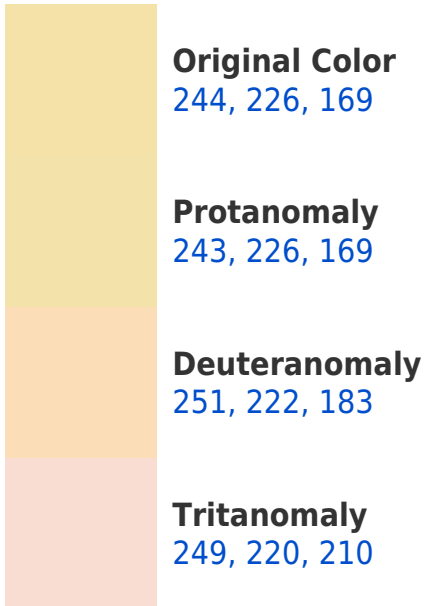 Original Color
244, 226, 169
Protanomaly
243, 226, 169
Deuteranomaly
251, 222, 183
Tritanomaly
249, 220, 210